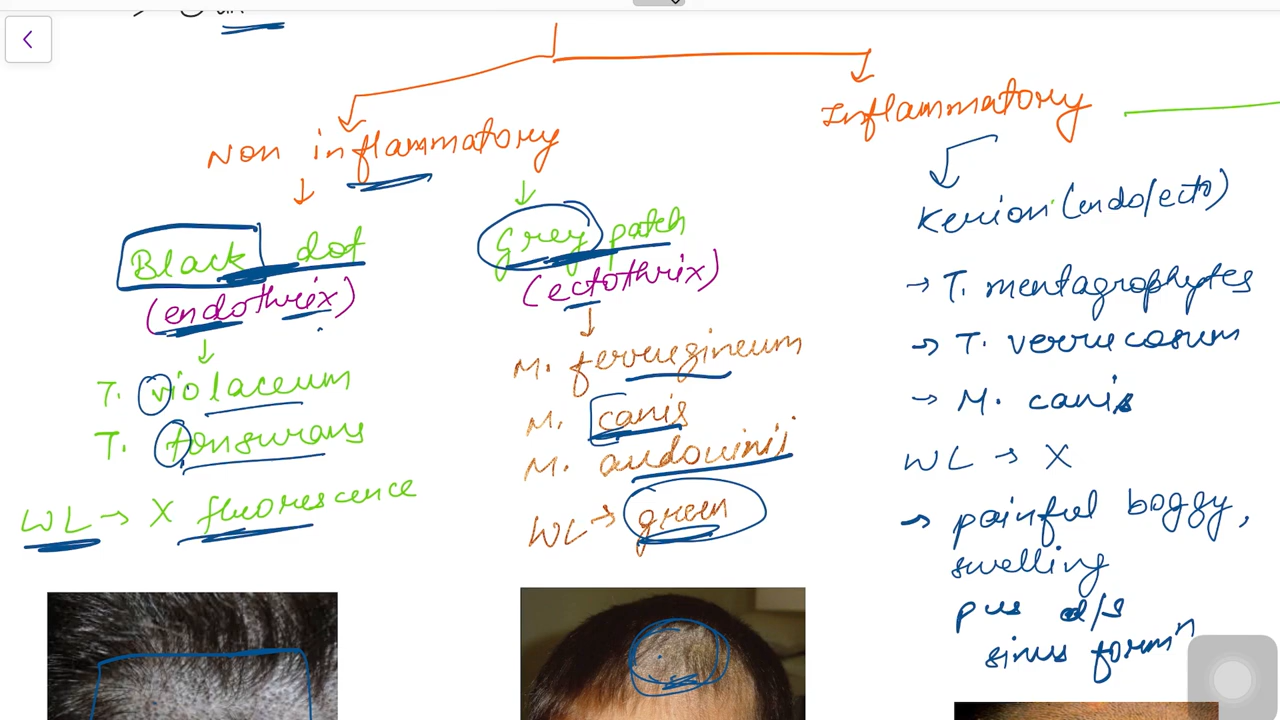 Non inflammatory
Inflammatory
Black dot
(endothrix)
T. violaceum
T. tonsurans
WL → X fluorescence
Grey patch
(ectothrix)
M. ferrugineum
M. canis
M. audouinii
WL → green
Kerion (endo/ecto)
→ T. mentagrophytes
→ T. verrucosum
→ M. canis
WL → X
→ painful boggy,
swelling
pus d/s
sinus formⁿ